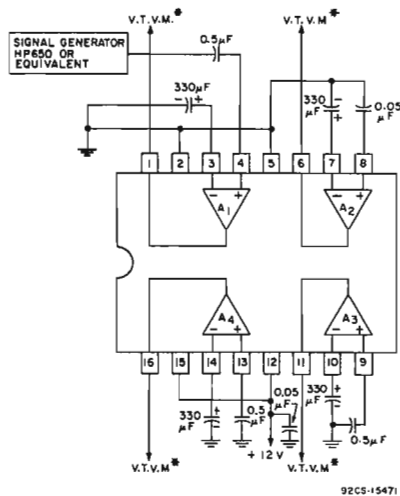 V.T.V.M.* V.T.V.M*
SIGNAL GENERATOR
HP650 OR
EQUIVALENT
0.5μF
330μF
- +
330
μF
-
+
0.05
μF
1 2 3 4 5 6 7 8
- +
A1
- +
A2
A4
- +
A3
- +
16 15 14 13 12 11 10 9
330
μF
+
0.5
μF
0.05
μF
330
μF
+
-
0.5μF
+ 12 V
V.T.V.M* V.T.V.M*
92CS-15471